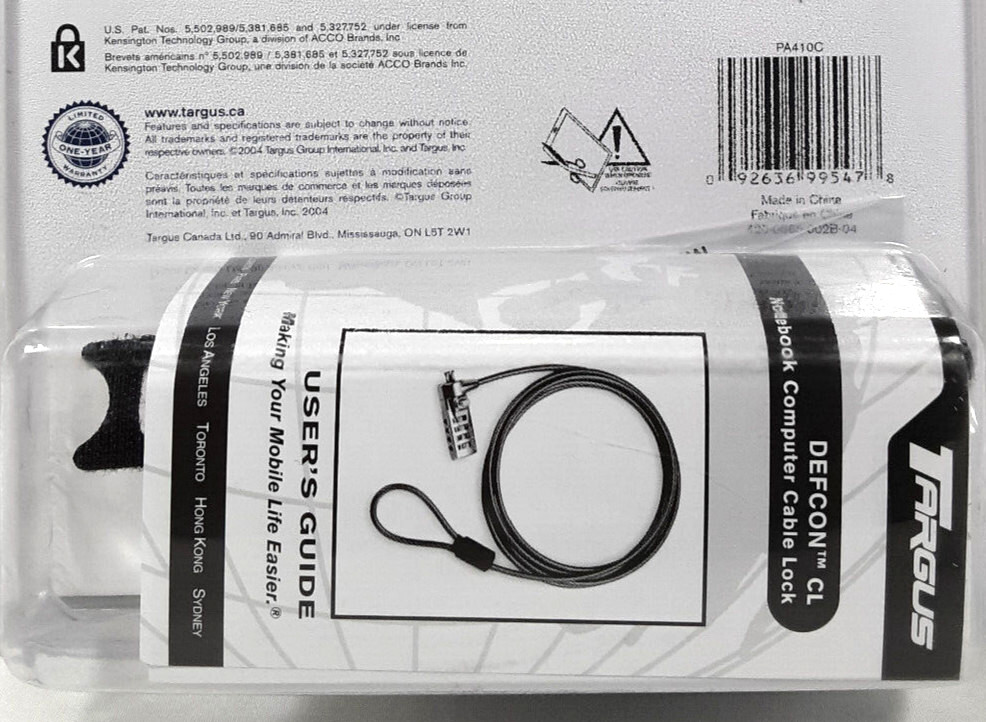 U.S. Pat. Nos. 5,502,989/5,381,685 and 5,327,752 under license from
Kensington Technology Group, a division of ACCO Brands, Inc
Brevets américains n° 5,502,989 / 5,381,685 et 5,327,752 sous licence de
Kensington Technology Group, une division de la société ACCO Brands Inc.
LIMITED
ONE-YEAR
WARRANTY
www.targus.ca
Features and specifications are subject to change without notice.
All trademarks and registered trademarks are the property of their
respective owners. ©2004 Targus Group International, Inc. and Targus, Inc
Caractéristiques et spécifications sujettes à modification sans
préavis. Toutes les marques de commerce et les marques déposées
sont la propriété de leurs détenteurs respectifs. ©Targus Group
International, Inc. et Targus, Inc. 2004
Targus Canada Ltd., 90 Admiral Blvd., Mississauga, ON L5T 2W1
PA410C
0 92636 99547 8
Made in China
Fabriqué en Chine
TARGUS
DEFCON™ CL
Notebook Computer Cable Lock
USER'S GUIDE
Making Your Mobile Life Easier.®
LOS ANGELES TORONTO HONG KONG SYDNEY